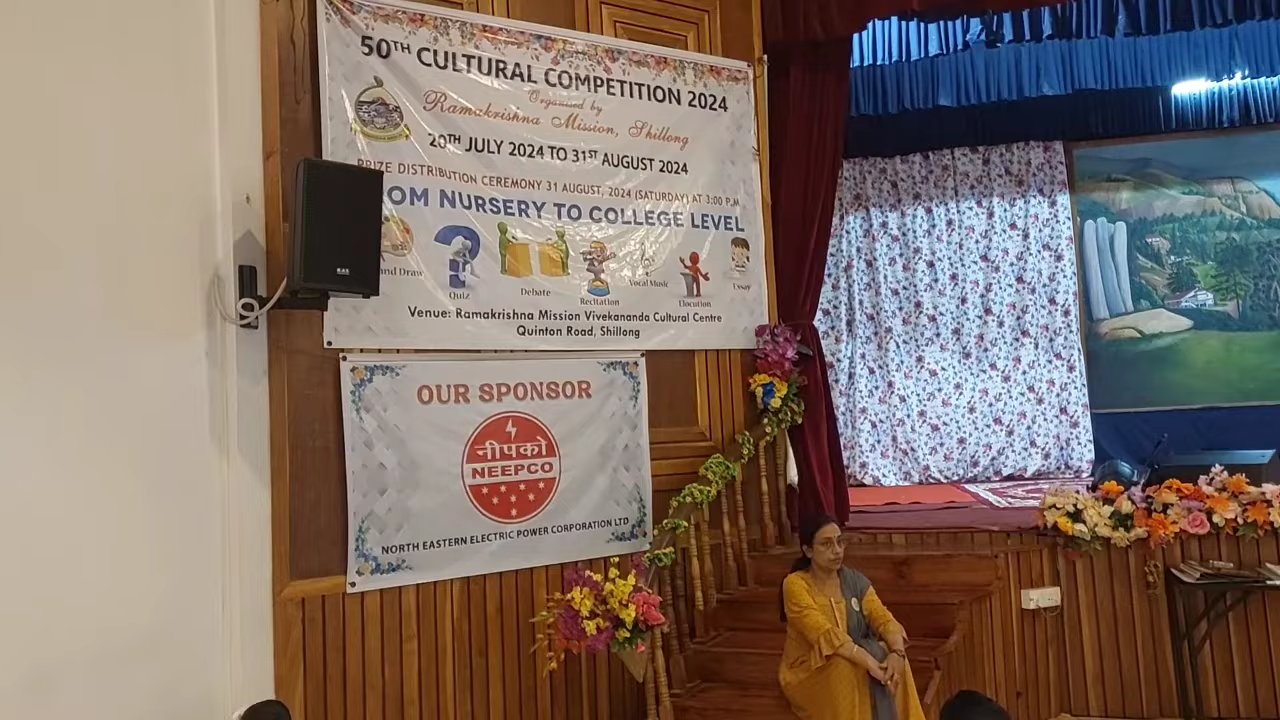 50TH CULTURAL COMPETITION 2024
Organised by
Ramakrishna Mission, Shillong
20TH JULY 2024 TO 31ST AUGUST 2024
PRIZE DISTRIBUTION CEREMONY 31 AUGUST, 2024 (SATURDAY) AT 3:00 P.M
OM NURSERY TO COLLEGE LEVEL
and Draw
Quiz
Debate
Recitation
Vocal Music
Elocution
Essay
Venue: Ramakrishna Mission Vivekananda Cultural Centre
Quinton Road, Shillong
OUR SPONSOR
नीपको
NEEPCO
NORTH EASTERN ELECTRIC POWER CORPORATION LTD